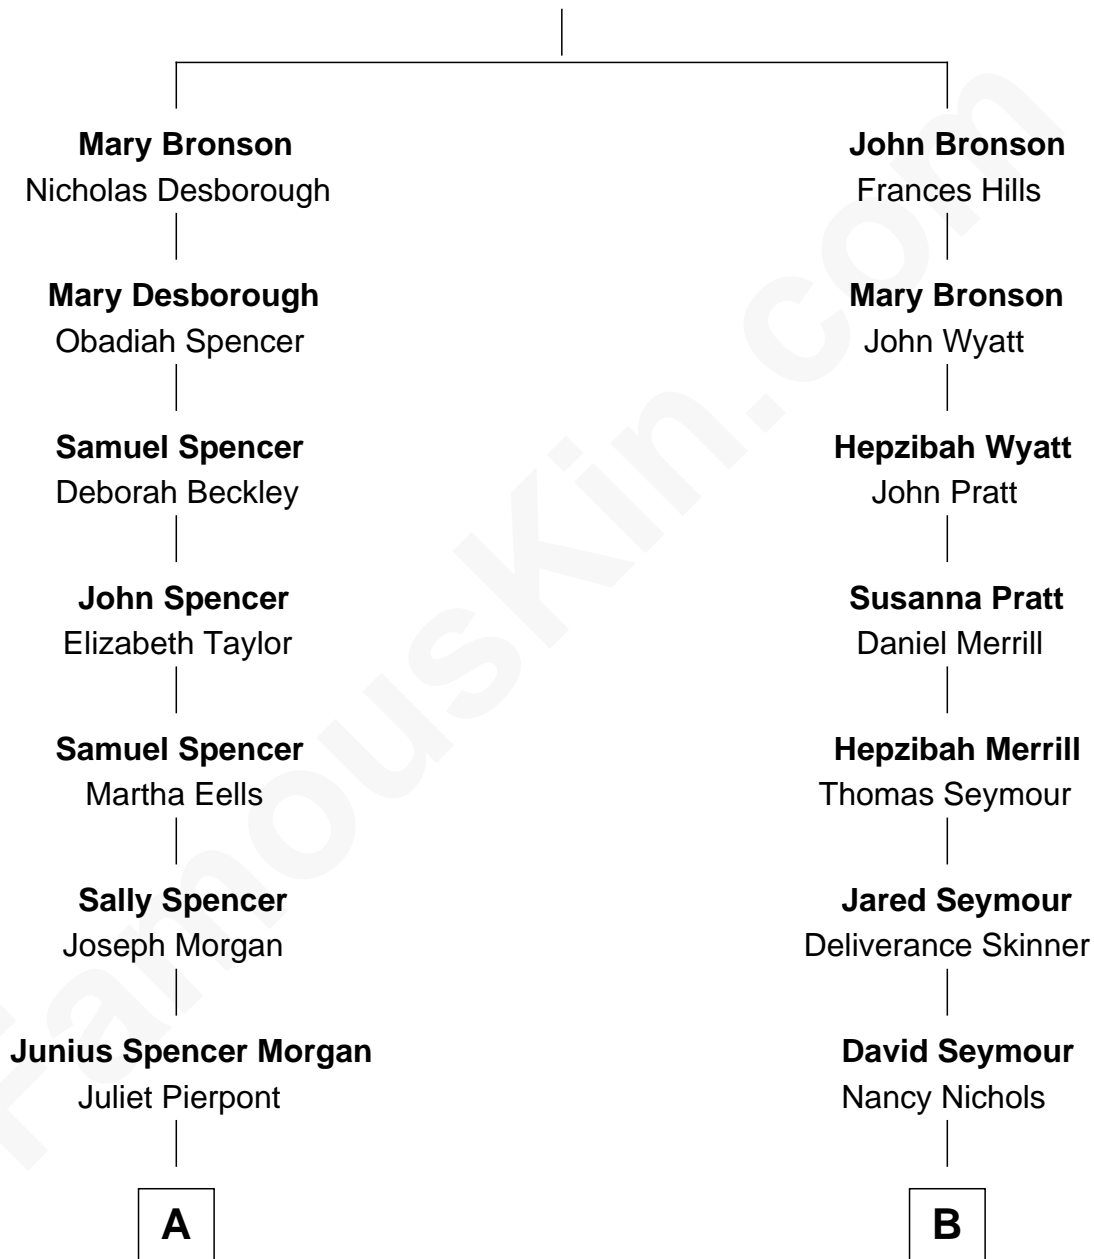 Mary Bronson
Nicholas Desborough
Mary Desborough
Obadiah Spencer
Samuel Spencer
Deborah Beckley
John Spencer
Elizabeth Taylor
Samuel Spencer
Martha Eells
Sally Spencer
Joseph Morgan
Junius Spencer Morgan
Juliet Pierpont
A
John Bronson
Frances Hills
Mary Bronson
John Wyatt
Hepzibah Wyatt
John Pratt
Susanna Pratt
Daniel Merrill
Hepzibah Merrill
Thomas Seymour
Jared Seymour
Deliverance Skinner
David Seymour
Nancy Nichols
B
FamousKin.com